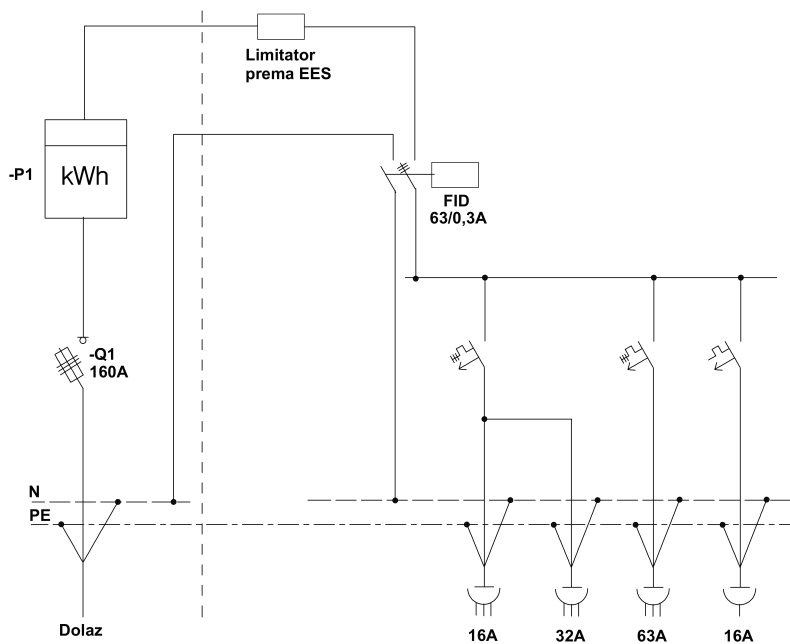 Limitator
prema EES
-P1
kWh
FID
63/0,3A
-Q1
160A
N
PE
Dolaz
16A
32A
63A
16A